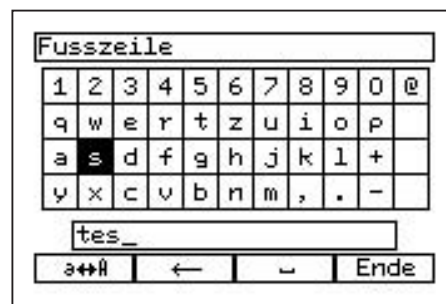 Fusszeile
1 2 3 4 5 6 7 8 9 0 @
q w e r t z u i o p
a s d f g h j k l +
y x c v b n m , . -
tes_
a↔A ← ⎵ Ende